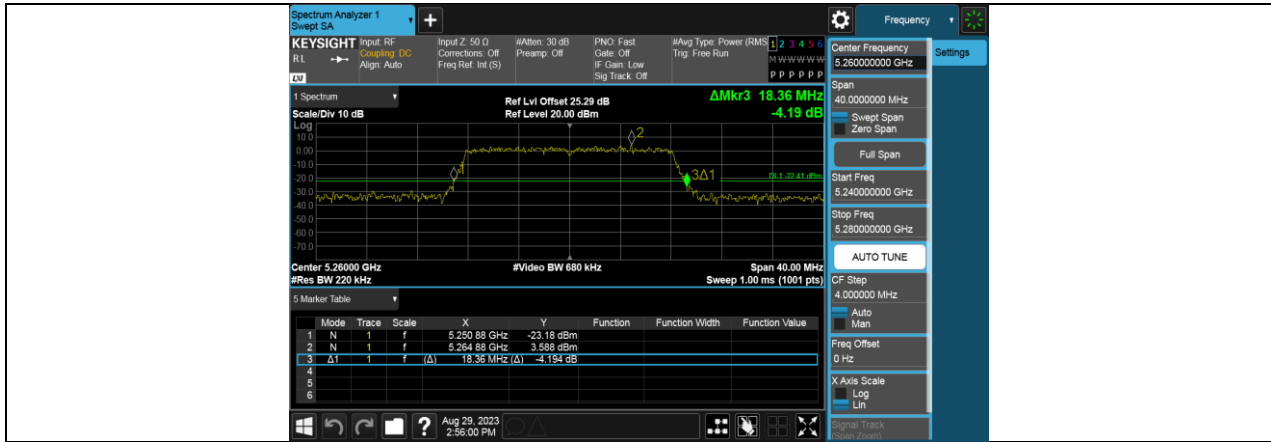 Spectrum Analyzer 1
Swept SA
Frequency
KEYSIGHT
RL
LXI
Input: RF
Coupling: DC
Align: Auto
Input Z: 50 Ω
Corrections: Off
Freq Ref: Int (S)
#Atten: 30 dB
Preamp: Off
PNO: Fast
Gate: Off
IF Gain: Low
Sig Track: Off
#Avg Type: Power (RMS
Trig: Free Run
1 2 3 4 5 6
M W W W W W
P P P P P P
Center Frequency
5.260000000 GHz
Settings
1 Spectrum
Scale/Div 10 dB
Ref Lvl Offset 25.29 dB
Ref Level 20.00 dBm
ΔMkr3 18.36 MHz
-4.19 dB
Span
40.0000000 MHz
Swept Span
Zero Span
Full Span
Log
10.0
0.00
-10.0
-20.0
-30.0
-40.0
-50.0
-60.0
-70.0
2
3Δ1
DL1 -22.41 dBm
Start Freq
5.240000000 GHz
Stop Freq
5.280000000 GHz
AUTO TUNE
Center 5.26000 GHz
#Video BW 680 kHz
Span 40.00 MHz
#Res BW 220 kHz
Sweep 1.00 ms (1001 pts)
CF Step
4.000000 MHz
Auto
Man
5 Marker Table
Mode Trace Scale X Y Function Function Width Function Value
1 N 1 f 5.250 88 GHz -23.18 dBm
2 N 1 f 5.264 88 GHz 3.588 dBm
3 Δ1 1 f (Δ) 18.36 MHz (Δ) -4.194 dB
4
5
6
Freq Offset
0 Hz
X Axis Scale
Log
Lin
Signal Track
(Span Zoom)
?
Aug 29, 2023
2:56:00 PM